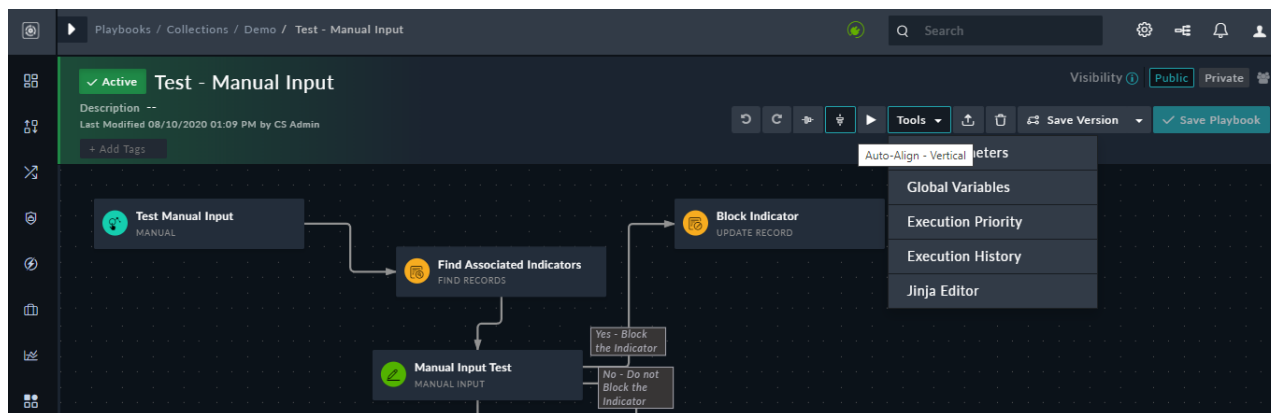 Playbooks / Collections / Demo / Test - Manual Input
Search
Active
Test - Manual Input
Visibility
Public
Private
Description --
Last Modified 08/10/2020 01:09 PM by CS Admin
+ Add Tags
Tools
Save Version
Save Playbook
Auto-Align - Vertical
eters
Global Variables
Execution Priority
Execution History
Jinja Editor
Test Manual Input
MANUAL
Block Indicator
UPDATE RECORD
Find Associated Indicators
FIND RECORDS
Yes - Block
the Indicator
Manual Input Test
MANUAL INPUT
No - Do not
Block the
Indicator